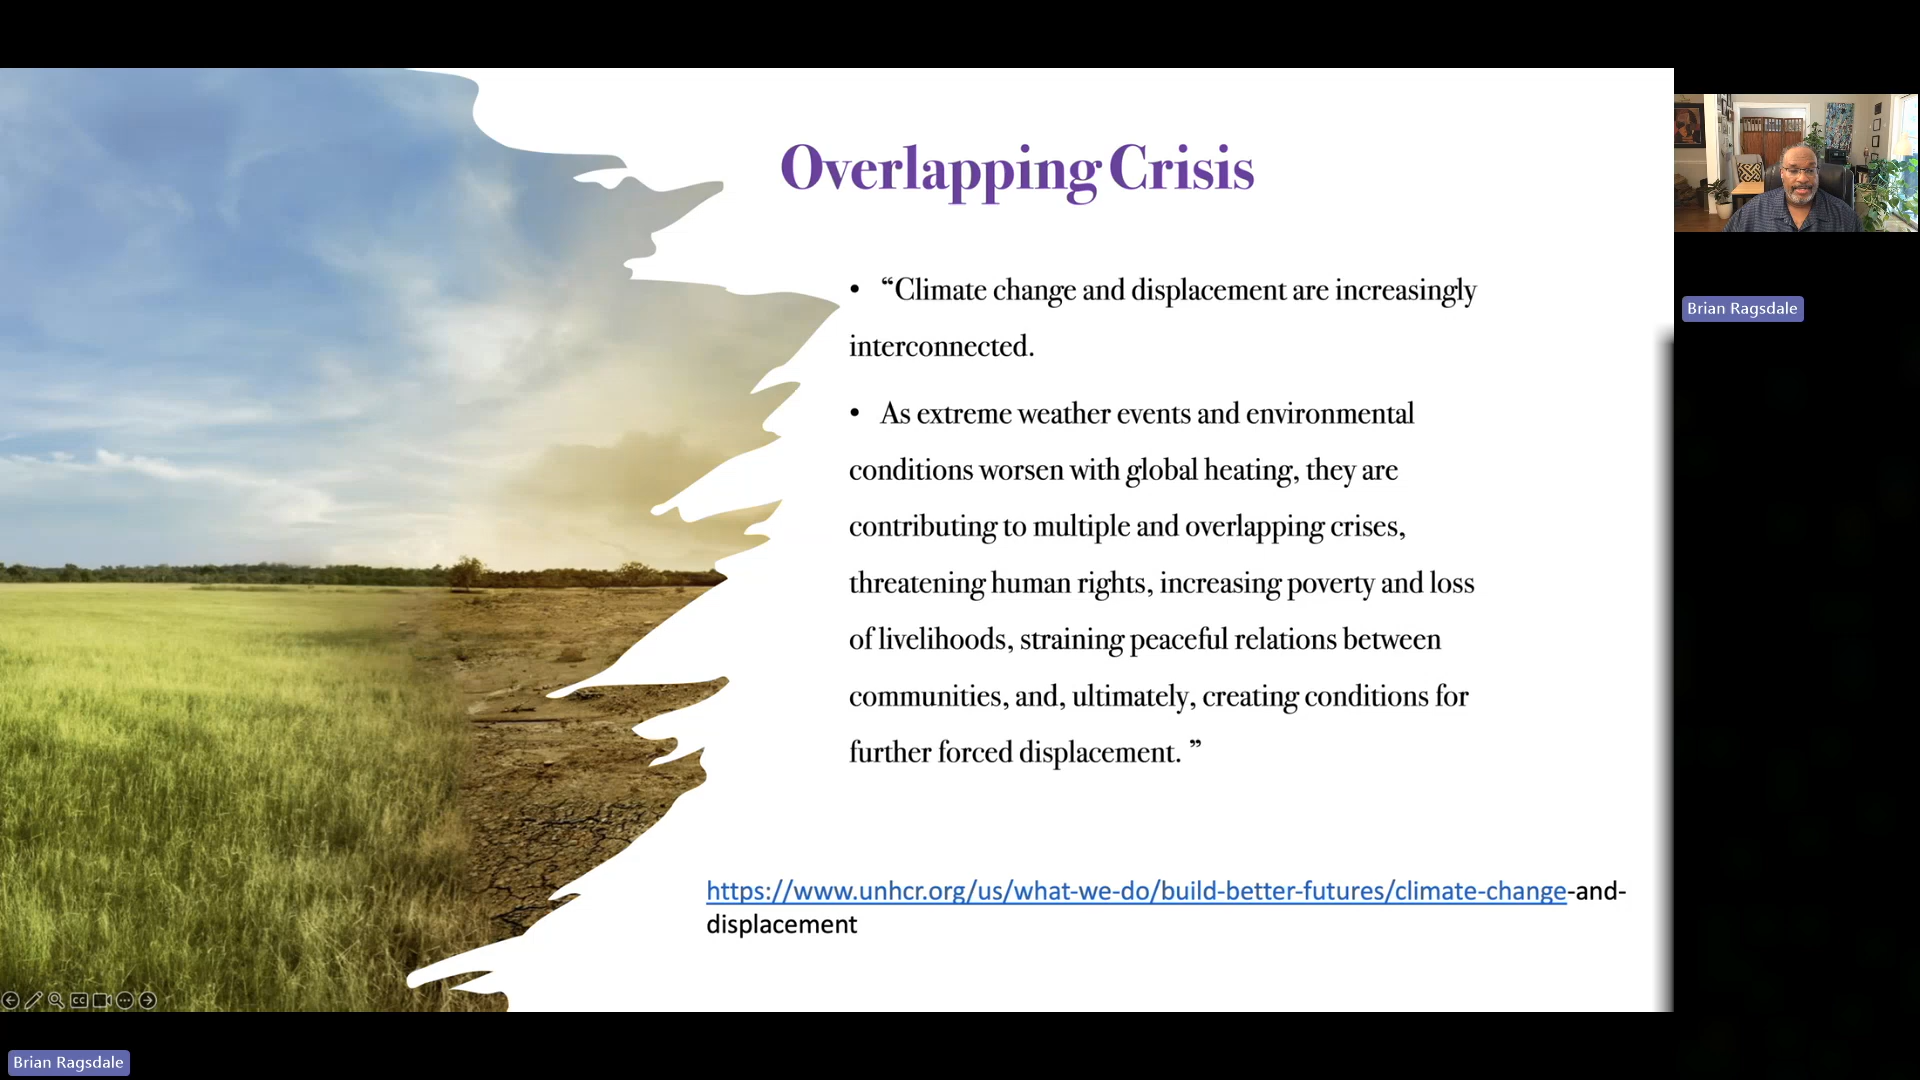 Overlapping Crisis
• “Climate change and displacement are increasingly
interconnected.
• As extreme weather events and environmental
conditions worsen with global heating, they are
contributing to multiple and overlapping crises,
threatening human rights, increasing poverty and loss
of livelihoods, straining peaceful relations between
communities, and, ultimately, creating conditions for
further forced displacement. ”
https://www.unhcr.org/us/what-we-do/build-better-futures/climate-change-and-
displacement
Brian Ragsdale
CC
Brian Ragsdale